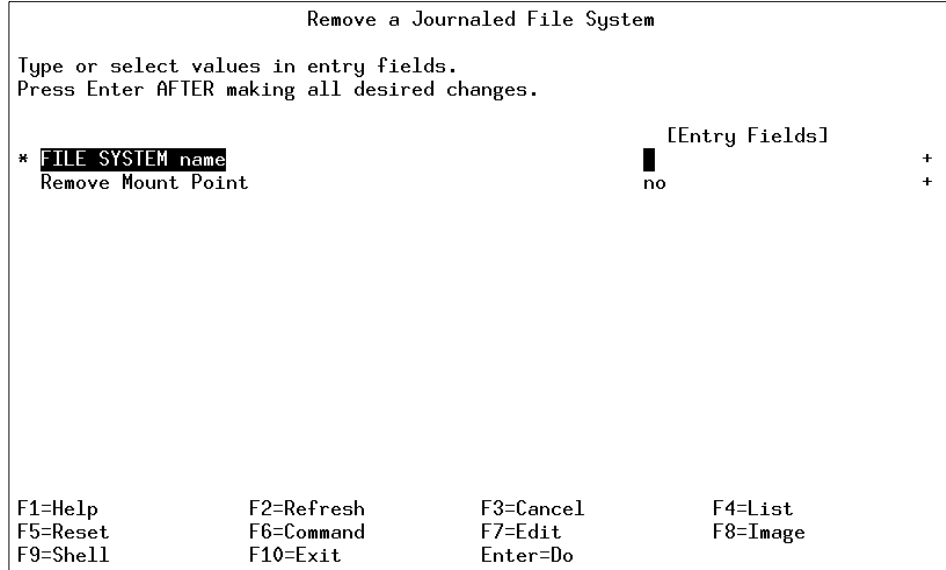 Remove a Journaled File System
Type or select values in entry fields.
Press Enter AFTER making all desired changes.
[Entry Fields]
* FILE SYSTEM name +
Remove Mount Point no +
F1=Help F2=Refresh F3=Cancel F4=List
F5=Reset F6=Command F7=Edit F8=Image
F9=Shell F10=Exit Enter=Do